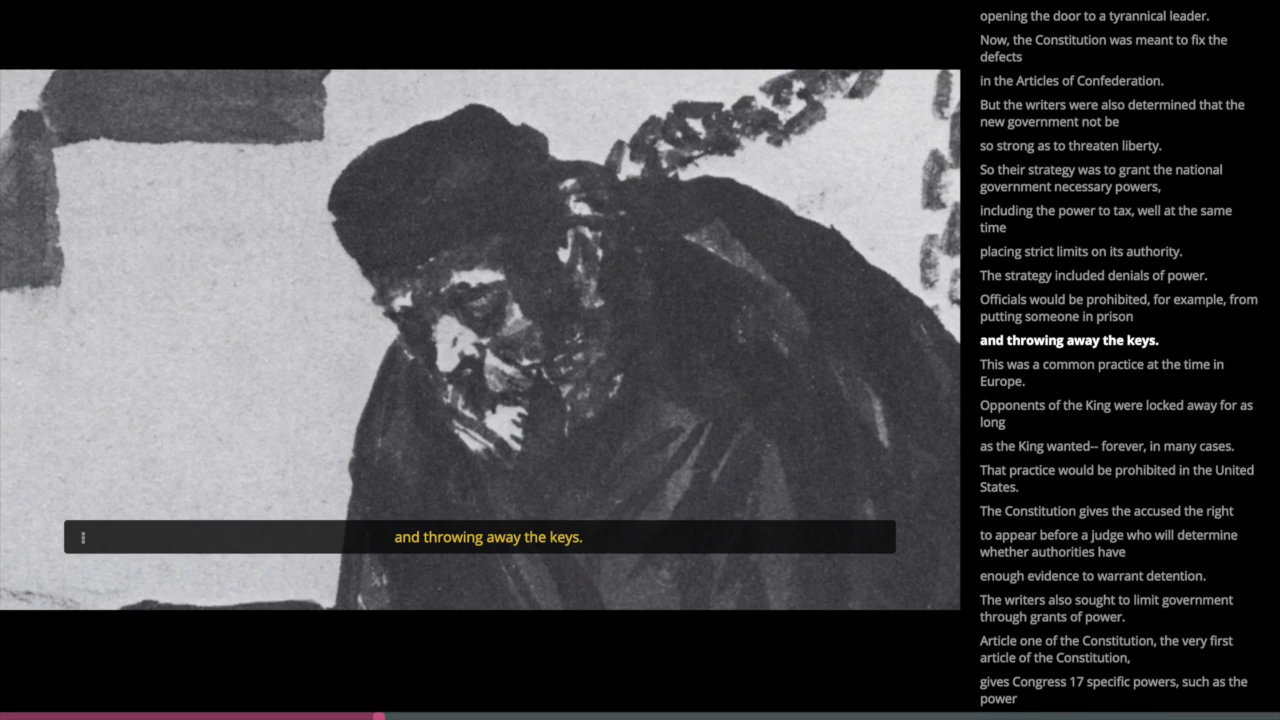 and throwing away the keys.
opening the door to a tyrannical leader.
Now, the Constitution was meant to fix the
defects
in the Articles of Confederation.
But the writers were also determined that the
new government not be
so strong as to threaten liberty.
So their strategy was to grant the national
government necessary powers,
including the power to tax, well at the same
time
placing strict limits on its authority.
The strategy included denials of power.
Officials would be prohibited, for example, from
putting someone in prison
and throwing away the keys.
This was a common practice at the time in
Europe.
Opponents of the King were locked away for as
long
as the King wanted-- forever, in many cases.
That practice would be prohibited in the United
States.
The Constitution gives the accused the right
to appear before a judge who will determine
whether authorities have
enough evidence to warrant detention.
The writers also sought to limit government
through grants of power.
Article one of the Constitution, the very first
article of the Constitution,
gives Congress 17 specific powers, such as the
power